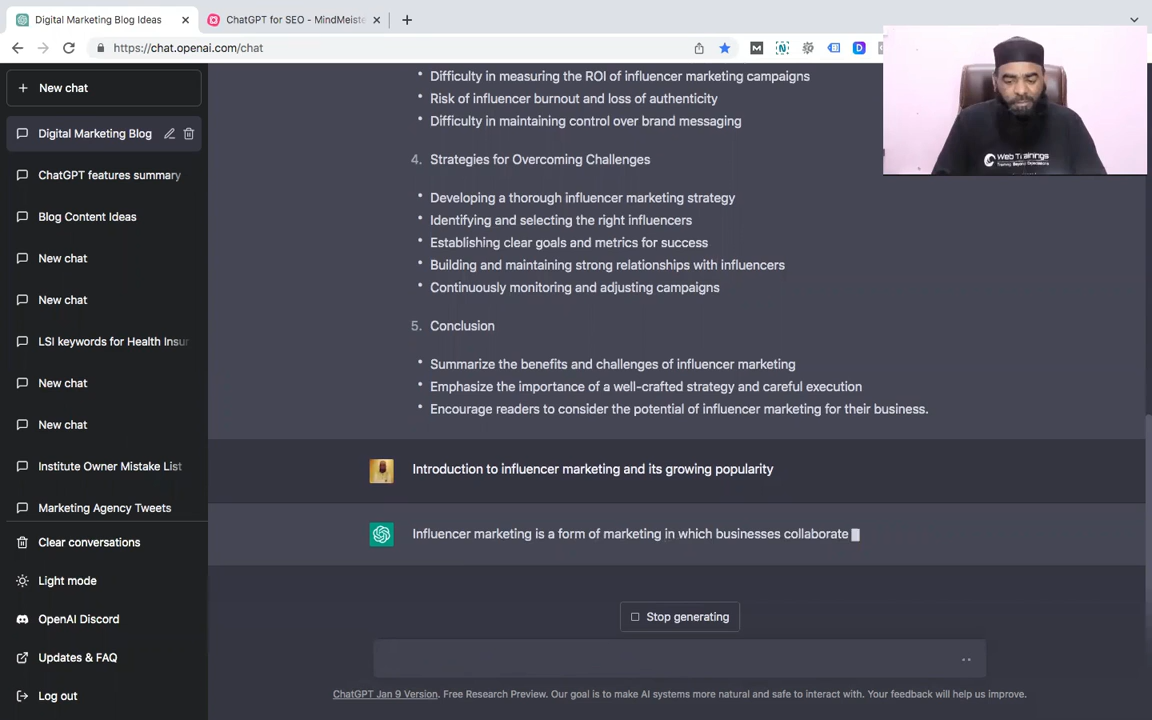 Digital Marketing Blog Ideas
ChatGPT for SEO - MindMeist
https://chat.openai.com/chat
New chat
Digital Marketing Blog
ChatGPT features summary
Blog Content Ideas
New chat
New chat
LSI keywords for Health Insur
New chat
New chat
Institute Owner Mistake List
Marketing Agency Tweets
Clear conversations
Light mode
OpenAI Discord
Updates & FAQ
Log out
• Difficulty in measuring the ROI of influencer marketing campaigns
• Risk of influencer burnout and loss of authenticity
• Difficulty in maintaining control over brand messaging
4. Strategies for Overcoming Challenges
• Developing a thorough influencer marketing strategy
• Identifying and selecting the right influencers
• Establishing clear goals and metrics for success
• Building and maintaining strong relationships with influencers
• Continuously monitoring and adjusting campaigns
5. Conclusion
• Summarize the benefits and challenges of influencer marketing
• Emphasize the importance of a well-crafted strategy and careful execution
• Encourage readers to consider the potential of influencer marketing for their business.
Introduction to influencer marketing and its growing popularity
Influencer marketing is a form of marketing in which businesses collaborate
Stop generating
ChatGPT Jan 9 Version. Free Research Preview. Our goal is to make AI systems more natural and safe to interact with. Your feedback will help us improve.
Web Trainings